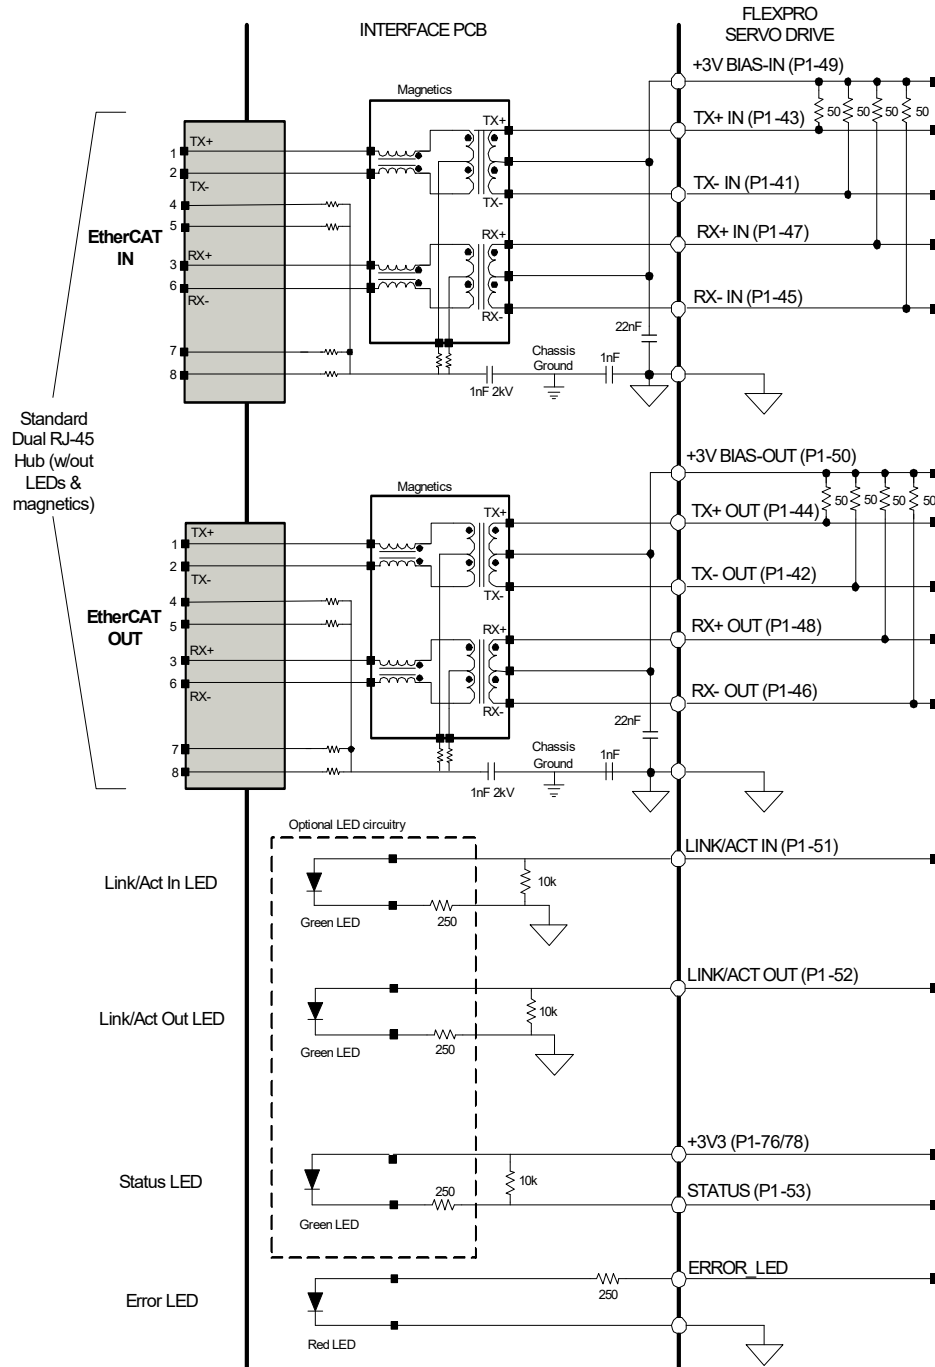 INTERFACE PCB
FLEXPRO
SERVO DRIVE
+3V BIAS-IN (P1-49)
Magnetics
50
50
50
50
TX+
TX+ IN (P1-43)
TX+
1
2
TX-
TX-
TX- IN (P1-41)
4
5
EtherCAT
IN
RX+
RX+ IN (P1-47)
RX+
3
6
RX-
RX-
RX- IN (P1-45)
22nF
7
8
Chassis
Ground
1nF
1nF 2kV
Standard
Dual RJ-45
Hub (w/out
LEDs &
magnetics)
+3V BIAS-OUT (P1-50)
Magnetics
50
50
50
50
TX+
TX+ OUT (P1-44)
TX+
1
2
TX-
TX-
TX- OUT (P1-42)
4
5
EtherCAT
OUT
RX+
RX+ OUT (P1-48)
RX+
3
6
RX-
RX-
RX- OUT (P1-46)
22nF
7
8
Chassis
Ground
1nF
1nF 2kV
Optional LED circuitry
LINK/ACT IN (P1-51)
Link/Act In LED
10k
Green LED
250
LINK/ACT OUT (P1-52)
Link/Act Out LED
10k
Green LED
250
+3V3 (P1-76/78)
Status LED
10k
250
STATUS (P1-53)
Green LED
ERROR_LED
250
Error LED
Red LED